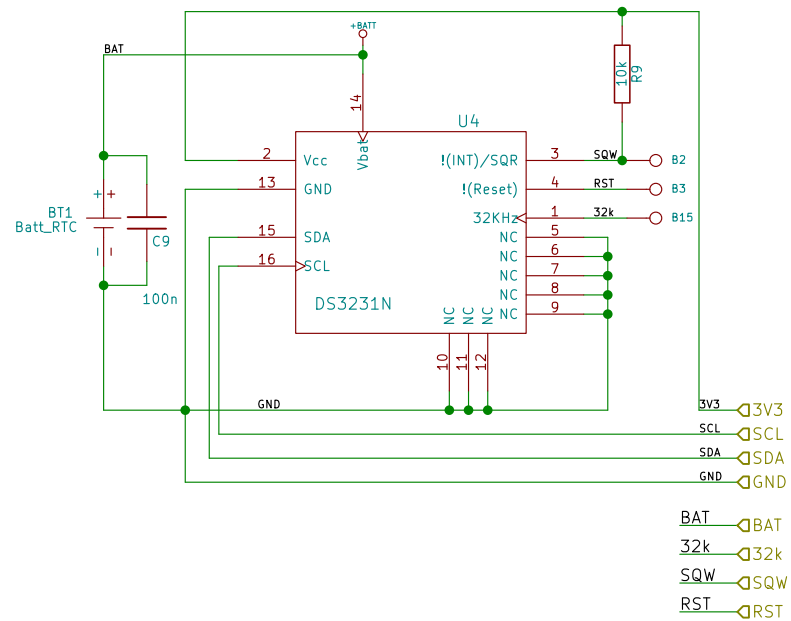 +BATT
BAT
14
10k
R9
U4
Vbat
2
Vcc
!(INT)/SQR
3
SQW
B2
13
GND
!(Reset)
4
RST
B3
32KHz
1
32k
B15
BT1
Batt_RTC
+
+
C9
100n
15
SDA
NC
5
16
SCL
NC
6
NC
7
NC
8
NC
9
DS3231N
NC
NC
NC
10
11
12
GND
3V3
3V3
SCL
SCL
SDA
SDA
GND
GND
BAT
BAT
32k
32k
SQW
SQW
RST
RST